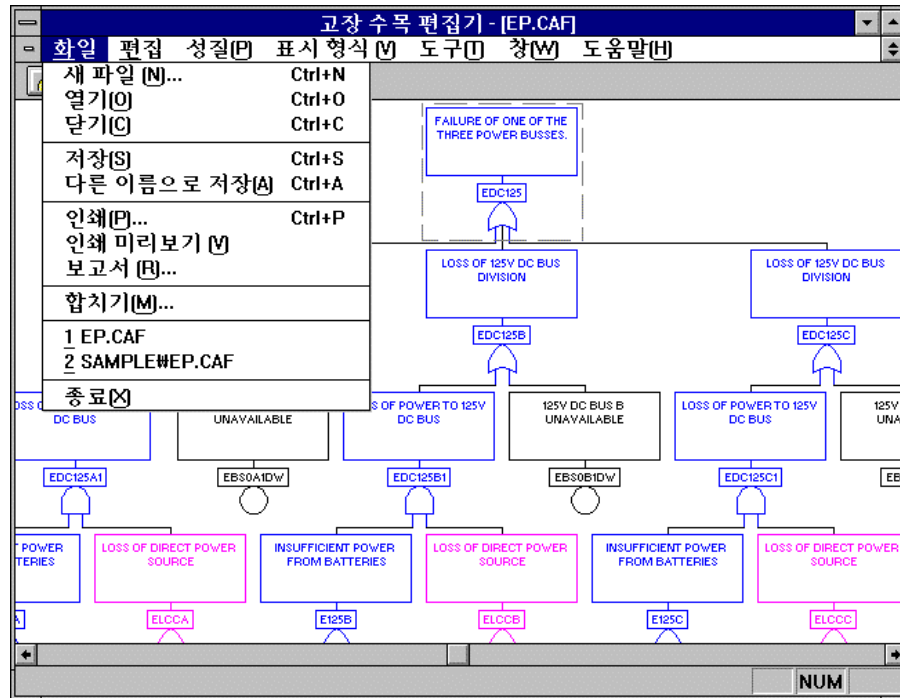 고장 수목 편집기 - [EP.CAF]
화일 편집 성질(P) 표시 형식 (V) 도구(T) 창(W) 도움말(H)
새 파일 (N)... Ctrl+N
열기(O) Ctrl+O
닫기(C) Ctrl+C
저장(S) Ctrl+S
다른 이름으로 저장(A) Ctrl+A
인쇄(P)... Ctrl+P
인쇄 미리보기 (V)
보고서 (R)...
합치기(M)...
1 EP.CAF
2 SAMPLE₩EP.CAF
종료(X)
FAILURE OF ONE OF THE
THREE POWER BUSSES.
EDC125
LOSS OF 125V DC BUS
DIVISION
EDC125B
LOSS OF 125V DC BUS
DIVISION
EDC125C
DC BUS
EDC125A1
UNAVAILABLE
EBS0A1DW
OF POWER TO 125V
DC BUS
EDC125B1
125V DC BUS B
UNAVAILABLE
EBS0B1DW
LOSS OF POWER TO 125V
DC BUS
EDC125C1
125V
POWER
LOSS OF DIRECT POWER
SOURCE
ELCCA
INSUFFICIENT POWER
FROM BATTERIES
E125B
LOSS OF DIRECT POWER
SOURCE
ELCCB
INSUFFICIENT POWER
FROM BATTERIES
E125C
LOSS OF DIRECT POWER
SOURCE
ELCCC
NUM